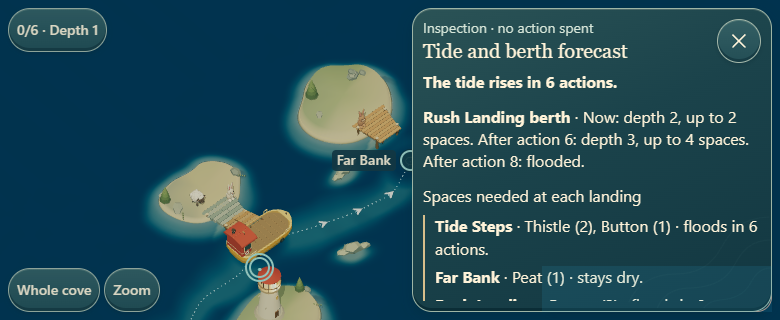 0/6 · Depth 1
Inspection · no action spent
Tide and berth forecast
The tide rises in 6 actions.
Rush Landing berth · Now: depth 2, up to 2
spaces. After action 6: depth 3, up to 4 spaces.
After action 8: flooded.
Far Bank
Spaces needed at each landing
Tide Steps · Thistle (2), Button (1) · floods in 6
actions.
Far Bank · Peat (1) · stays dry.
Whole cove
Zoom